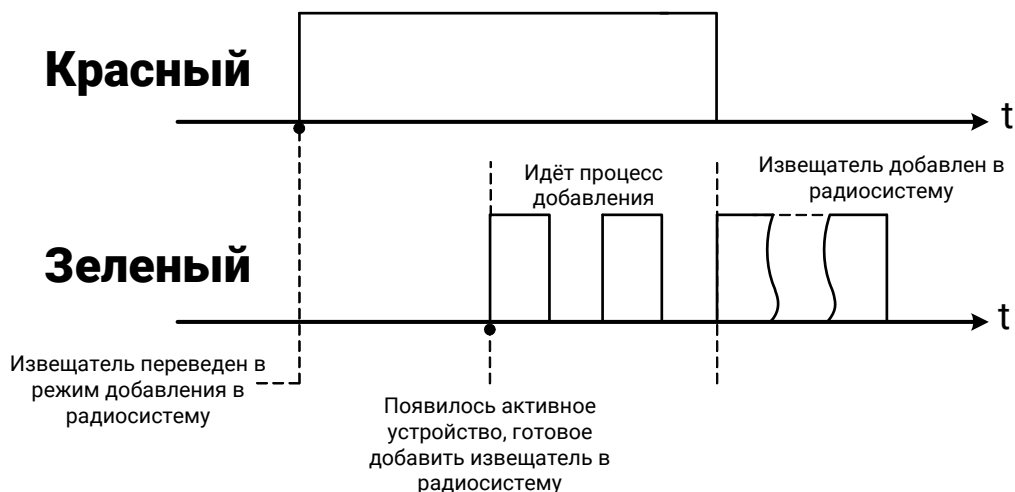 Красный
t
Идёт процесс
добавления
Извещатель добавлен в
радиосистему
Зеленый
t
Извещатель переведен в
режим добавления в
радиосистему
Появилось активное
устройство, готовое
добавить извещатель в
радиосистему